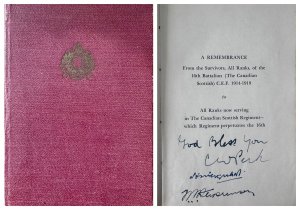 A REMEMBRANCE
From the Survivors, All Ranks, of the
16th Battalion (The Canadian
Scottish) C.E.F. 1914-1919
to
All Ranks now serving
in The Canadian Scottish Regiment—
which Regiment perpetuates the 16th
God Bless You